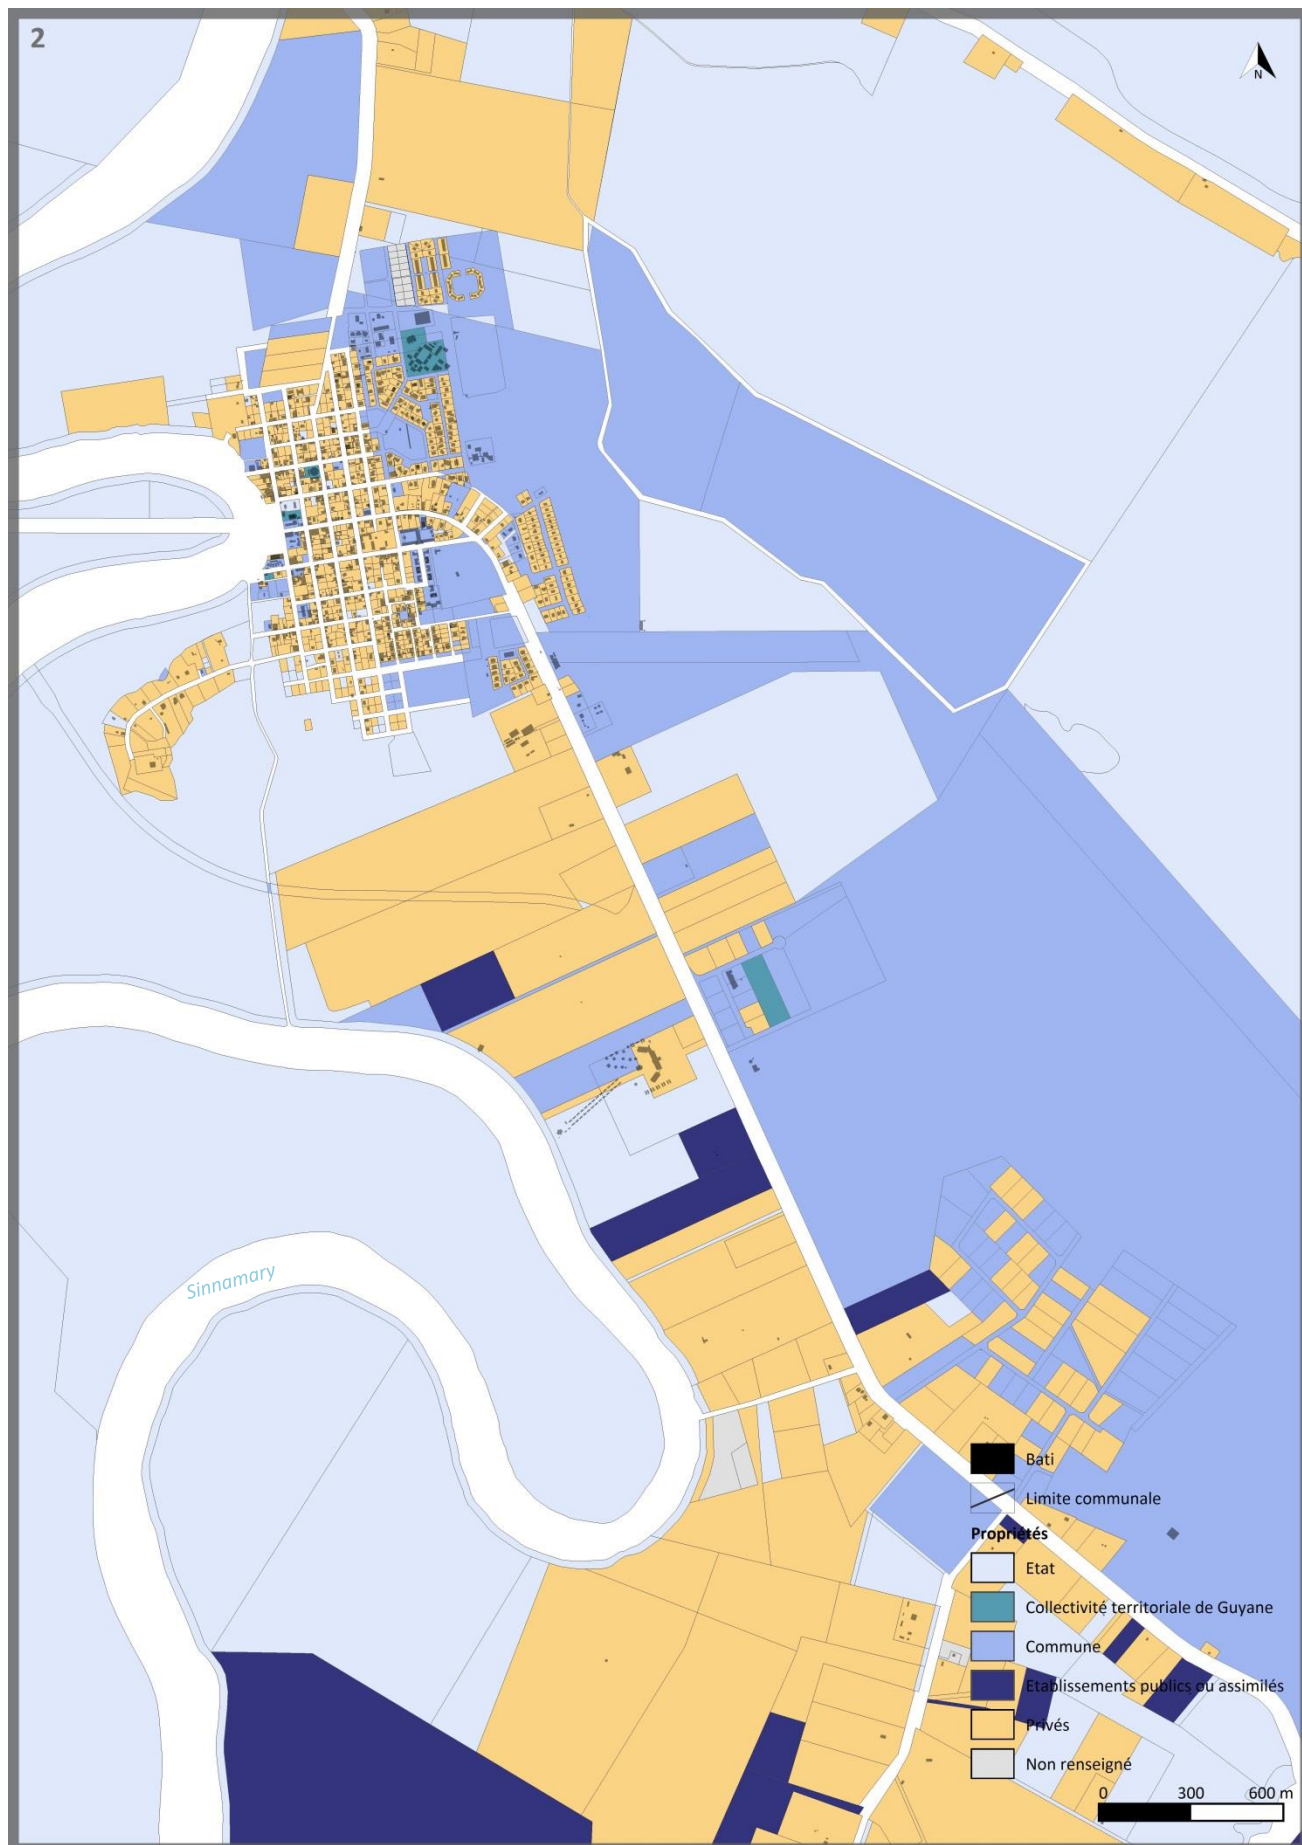 2
N
Sinnamary
Bati
Limite communale
Propriétés
Etat
Collectivité territoriale de Guyane
Commune
Etablissements publics ou assimilés
Privés
Non renseigné
0 300 600 m